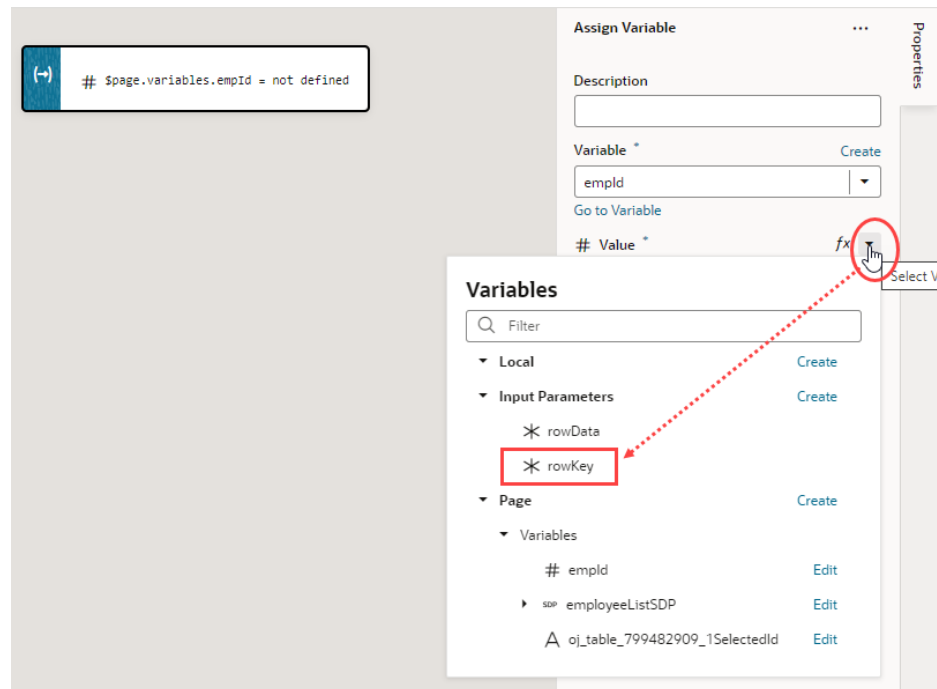 Assign Variable
Properties
(→)
# $page.variables.empId = not defined
Description
Variable *
Create
empId
Go to Variable
# Value *
fx
Select V
Variables
Filter
Local
Create
Input Parameters
Create
rowData
rowKey
Page
Create
Variables
# empId
Edit
SDP employeeListSDP
Edit
A oj_table_799482909_1SelectedId
Edit